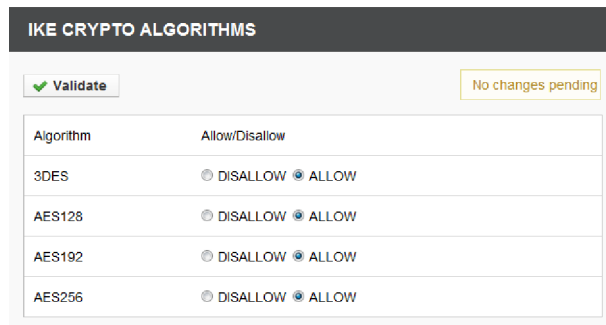 IKE CRYPTO ALGORITHMS
Validate
No changes pending
Algorithm Allow/Disallow
3DES DISALLOW ALLOW
AES128 DISALLOW ALLOW
AES192 DISALLOW ALLOW
AES256 DISALLOW ALLOW